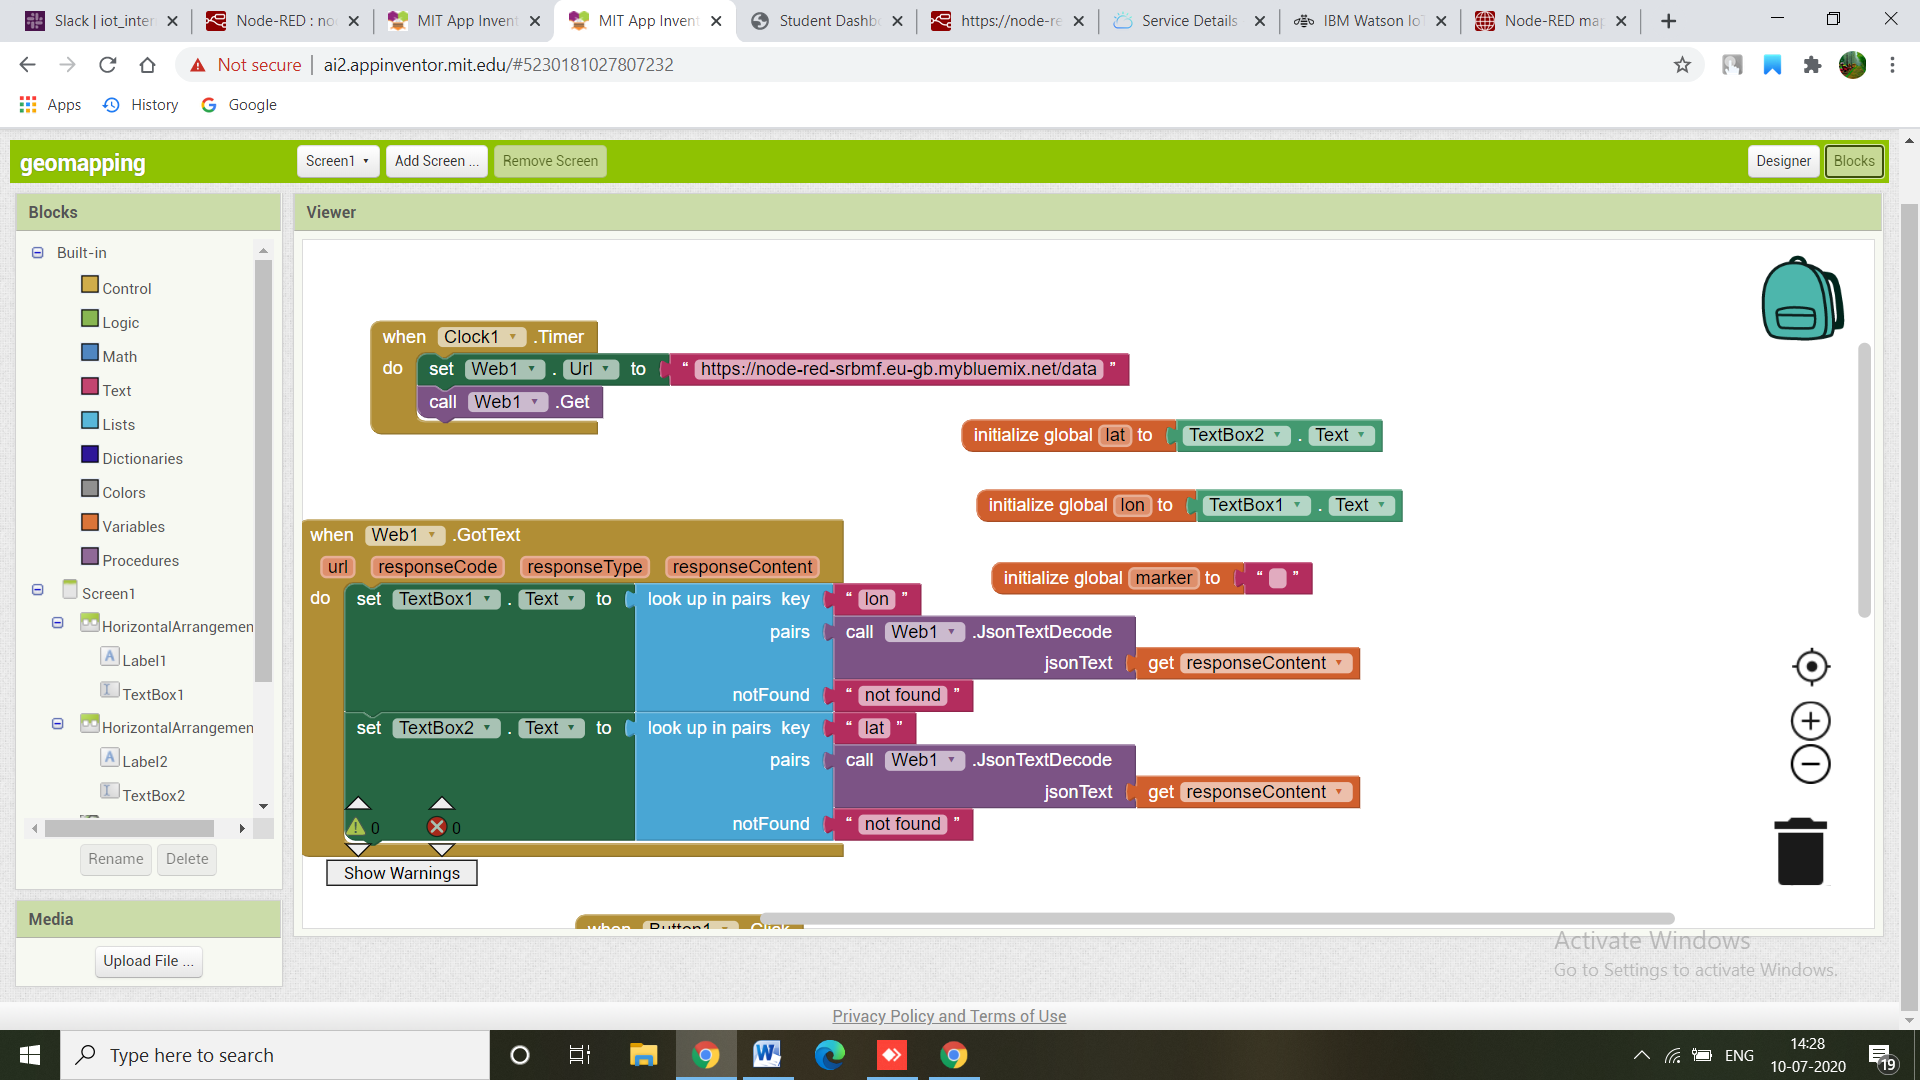 Slack | iot_inter
Node-RED : no
MIT App Invent
MIT App Invent
Student Dashb
https://node-re
Service Details
IBM Watson Io
Node-RED map
Not secure | ai2.appinventor.mit.edu/#5230181027807232
Apps History Google
geomapping
Screen1
Add Screen ...
Remove Screen
Designer
Blocks
Blocks
Viewer
Built-in
Control
Logic
Math
Text
Lists
Dictionaries
Colors
Variables
Procedures
Screen1
HorizontalArrangemen
Label1
TextBox1
HorizontalArrangemen
Label2
TextBox2
Rename
Delete
Media
Upload File ...
when Clock1 .Timer
do set Web1 . Url to “ https://node-red-srbmf.eu-gb.mybluemix.net/data ”
call Web1 .Get
initialize global lat to TextBox2 . Text
initialize global lon to TextBox1 . Text
initialize global marker to “ ”
when Web1 .GotText
url responseCode responseType responseContent
do set TextBox1 . Text to look up in pairs key “ lon ”
pairs call Web1 .JsonTextDecode
jsonText get responseContent
notFound “ not found ”
set TextBox2 . Text to look up in pairs key “ lat ”
pairs call Web1 .JsonTextDecode
jsonText get responseContent
notFound “ not found ”
0 0
Show Warnings
when Button1 .Click
Activate Windows
Go to Settings to activate Windows.
Privacy Policy and Terms of Use
Type here to search
ENG
14:28
10-07-2020
19